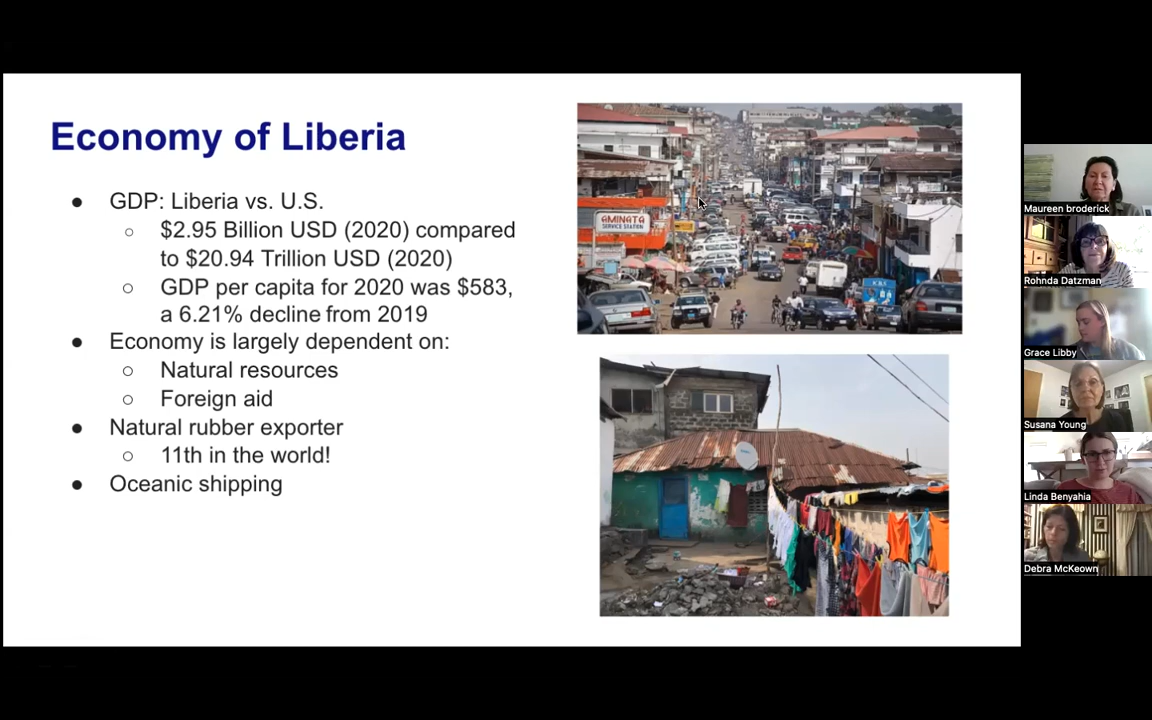 Economy of Liberia
● GDP: Liberia vs. U.S.
○ $2.95 Billion USD (2020) compared
to $20.94 Trillion USD (2020)
○ GDP per capita for 2020 was $583,
a 6.21% decline from 2019
● Economy is largely dependent on:
○ Natural resources
○ Foreign aid
● Natural rubber exporter
○ 11th in the world!
● Oceanic shipping
AMINATA
SERVICE STATION
Maureen broderick
Rohnda Datzman
Grace Libby
Susana Young
Linda Benyahia
Debra McKeown